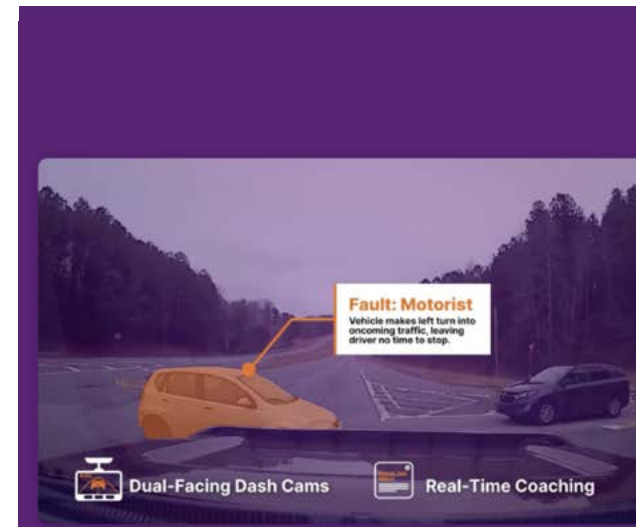 Fault: Motorist
Vehicle makes left turn into
oncoming traffic, leaving
driver no time to stop.
Dual-Facing Dash Cams
Real-Time Coaching